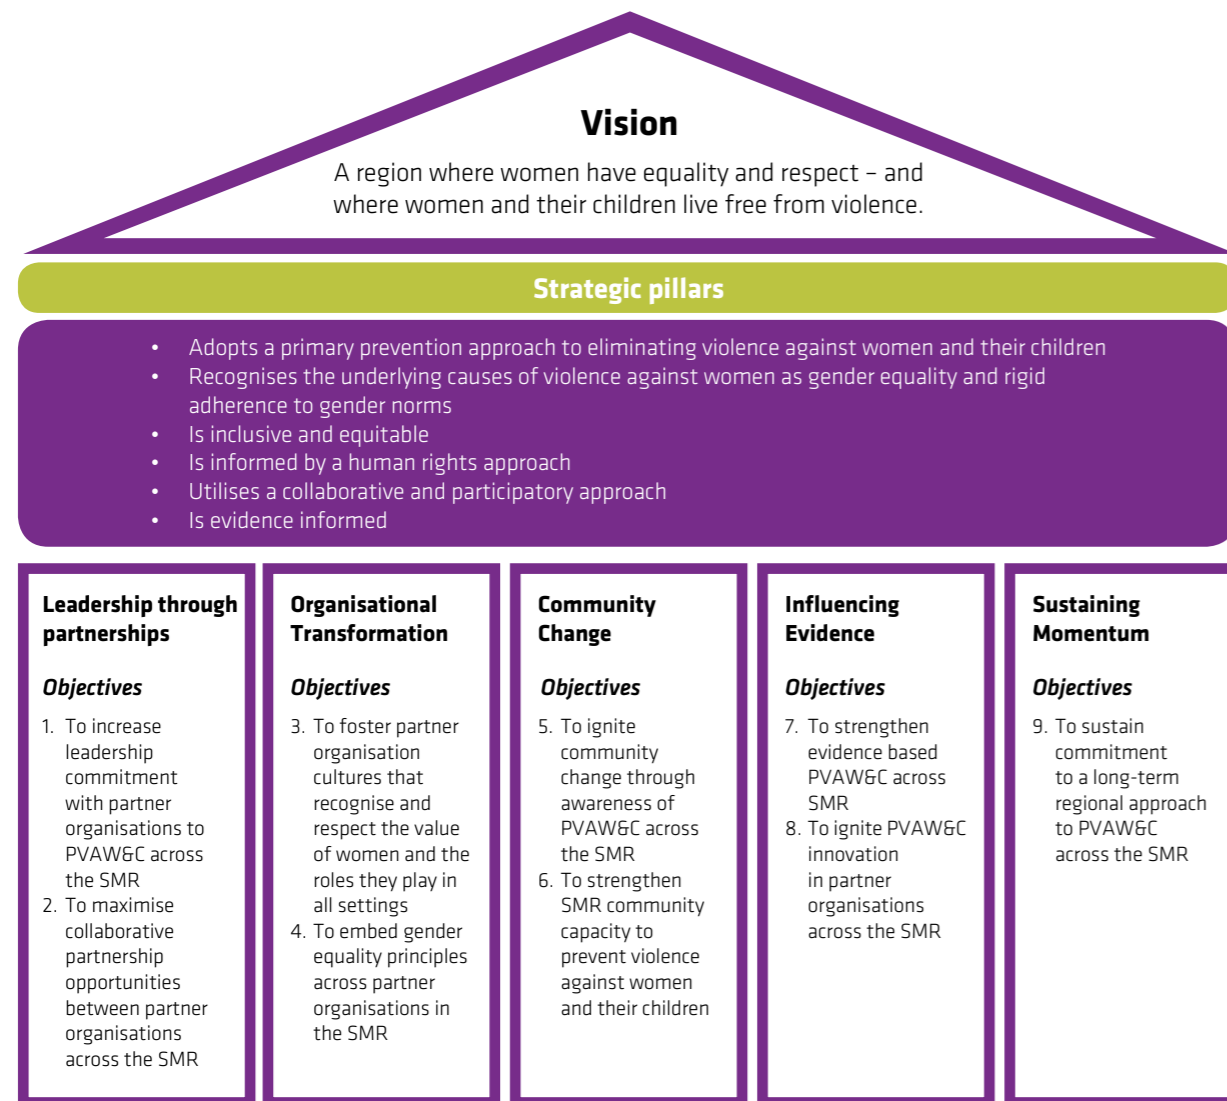 Vision
A region where women have equality and respect – and
where women and their children live free from violence.
Strategic pillars
• Adopts a primary prevention approach to eliminating violence against women and their children
• Recognises the underlying causes of violence against women as gender equality and rigid
adherence to gender norms
• Is inclusive and equitable
• Is informed by a human rights approach
• Utilises a collaborative and participatory approach
• Is evidence informed
Leadership through
partnerships
Objectives
1. To increase
leadership
commitment
with partner
organisations to
PVAW&C across
the SMR
2. To maximise
collaborative
partnership
opportunities
between partner
organisations
across the SMR
Organisational
Transformation
Objectives
3. To foster partner
organisation
cultures that
recognise and
respect the value
of women and the
roles they play in
all settings
4. To embed gender
equality principles
across partner
organisations in
the SMR
Community
Change
Objectives
5. To ignite
community
change through
awareness of
PVAW&C across
the SMR
6. To strengthen
SMR community
capacity to
prevent violence
against women
and their children
Influencing
Evidence
Objectives
7. To strengthen
evidence based
PVAW&C across
SMR
8. To ignite PVAW&C
innovation
in partner
organisations
across the SMR
Sustaining
Momentum
Objectives
9. To sustain
commitment
to a long-term
regional approach
to PVAW&C
across the SMR